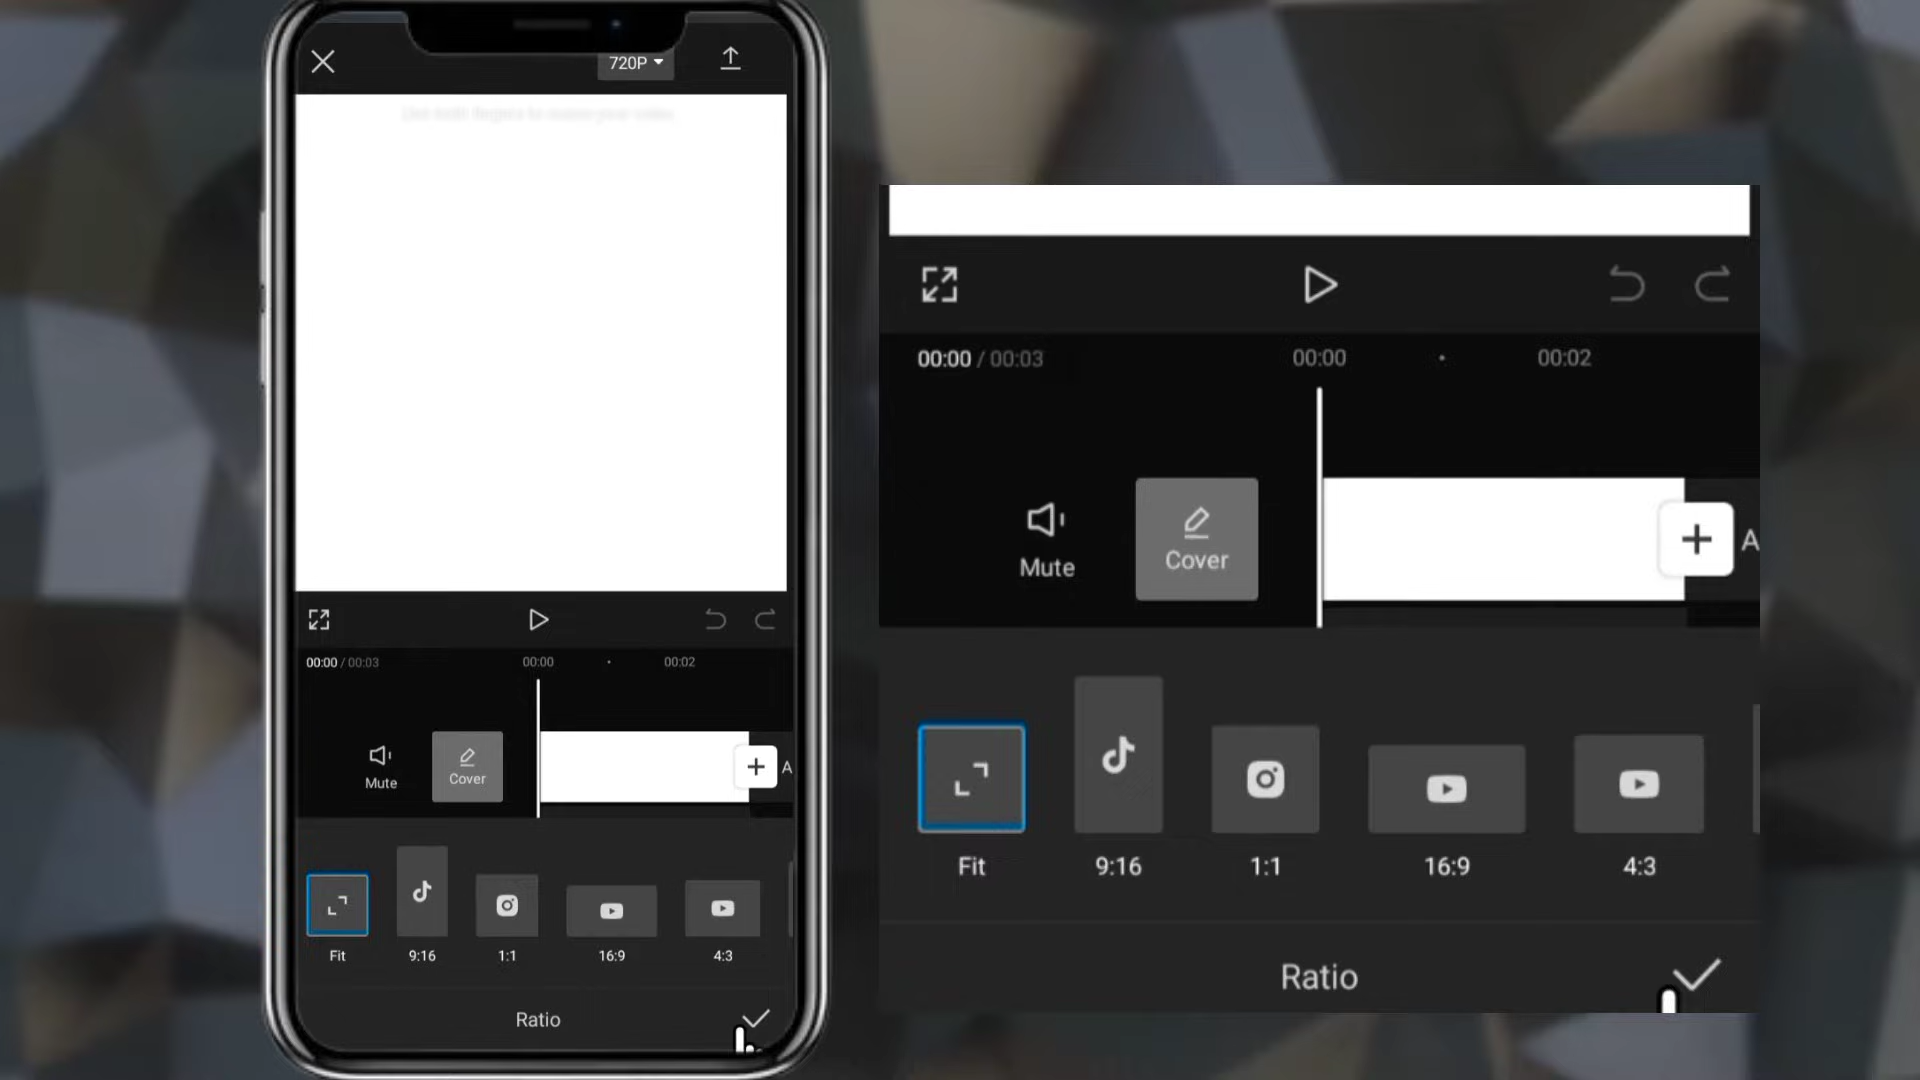 720P
00:00 / 00:03
00:00
00:02
Mute
Cover
A
Fit
9:16
1:1
16:9
4:3
Ratio
00:00 / 00:03
00:00
00:02
Mute
Cover
A
Fit
9:16
1:1
16:9
4:3
Ratio